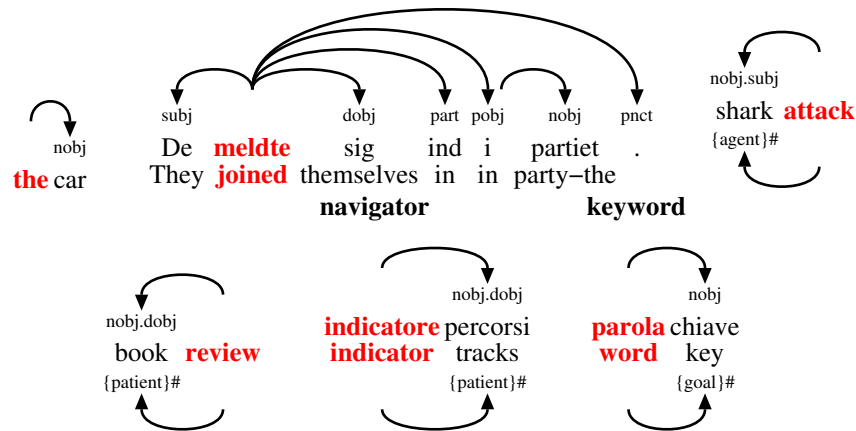 nobj
the car
subj dobj part pobj nobj pnct
De meldte sig ind i partiet .
They joined themselves in in party−the
nobj.subj
shark attack
{agent}#
navigator
nobj.dobj
book review
{patient}#
nobj.dobj
indicatore percorsi
indicator tracks
{patient}#
keyword
nobj
parola chiave
word key
{goal}#